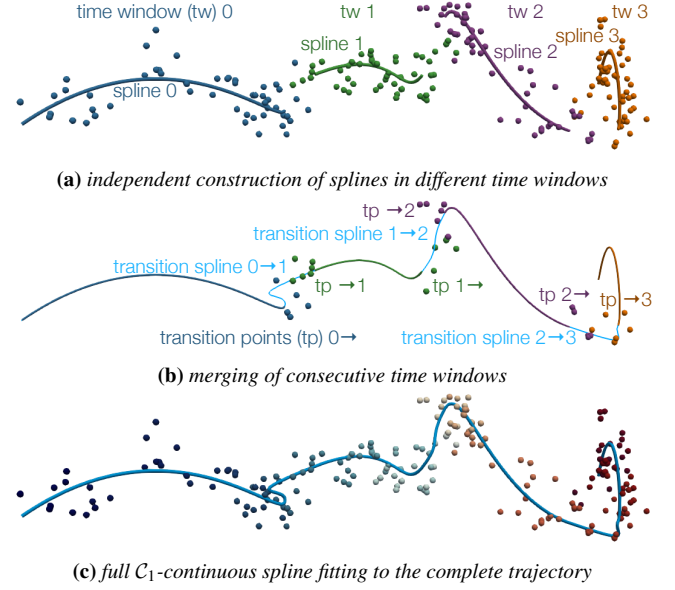 time window (tw) 0
tw 1
tw 2
tw 3
spline 0
spline 1
spline 2
spline 3
(a) independent construction of splines in different time windows
tp →2
transition spline 1→2
transition spline 0→1
tp →1
tp 1→
tp 2→
tp →3
transition points (tp) 0→
transition spline 2→3
(b) merging of consecutive time windows
(c) full C₁-continuous spline fitting to the complete trajectory